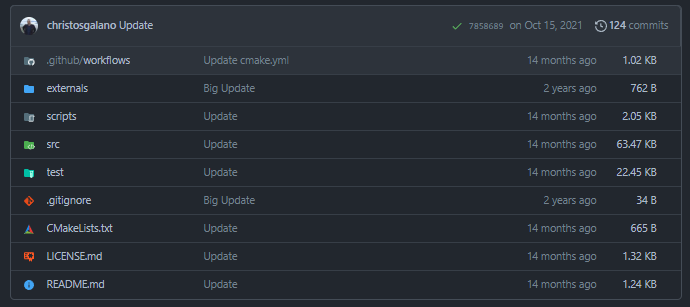 christosgalano Update 7858689 on Oct 15, 2021 124 commits
.github/workflows Update cmake.yml 14 months ago 1.02 KB
externals Big Update 2 years ago 762 B
scripts Update 14 months ago 2.05 KB
src Update 14 months ago 63.47 KB
test Update 14 months ago 22.45 KB
.gitignore Big Update 2 years ago 34 B
CMakeLists.txt Update 14 months ago 665 B
LICENSE.md Update 14 months ago 1.32 KB
README.md Update 14 months ago 1.24 KB